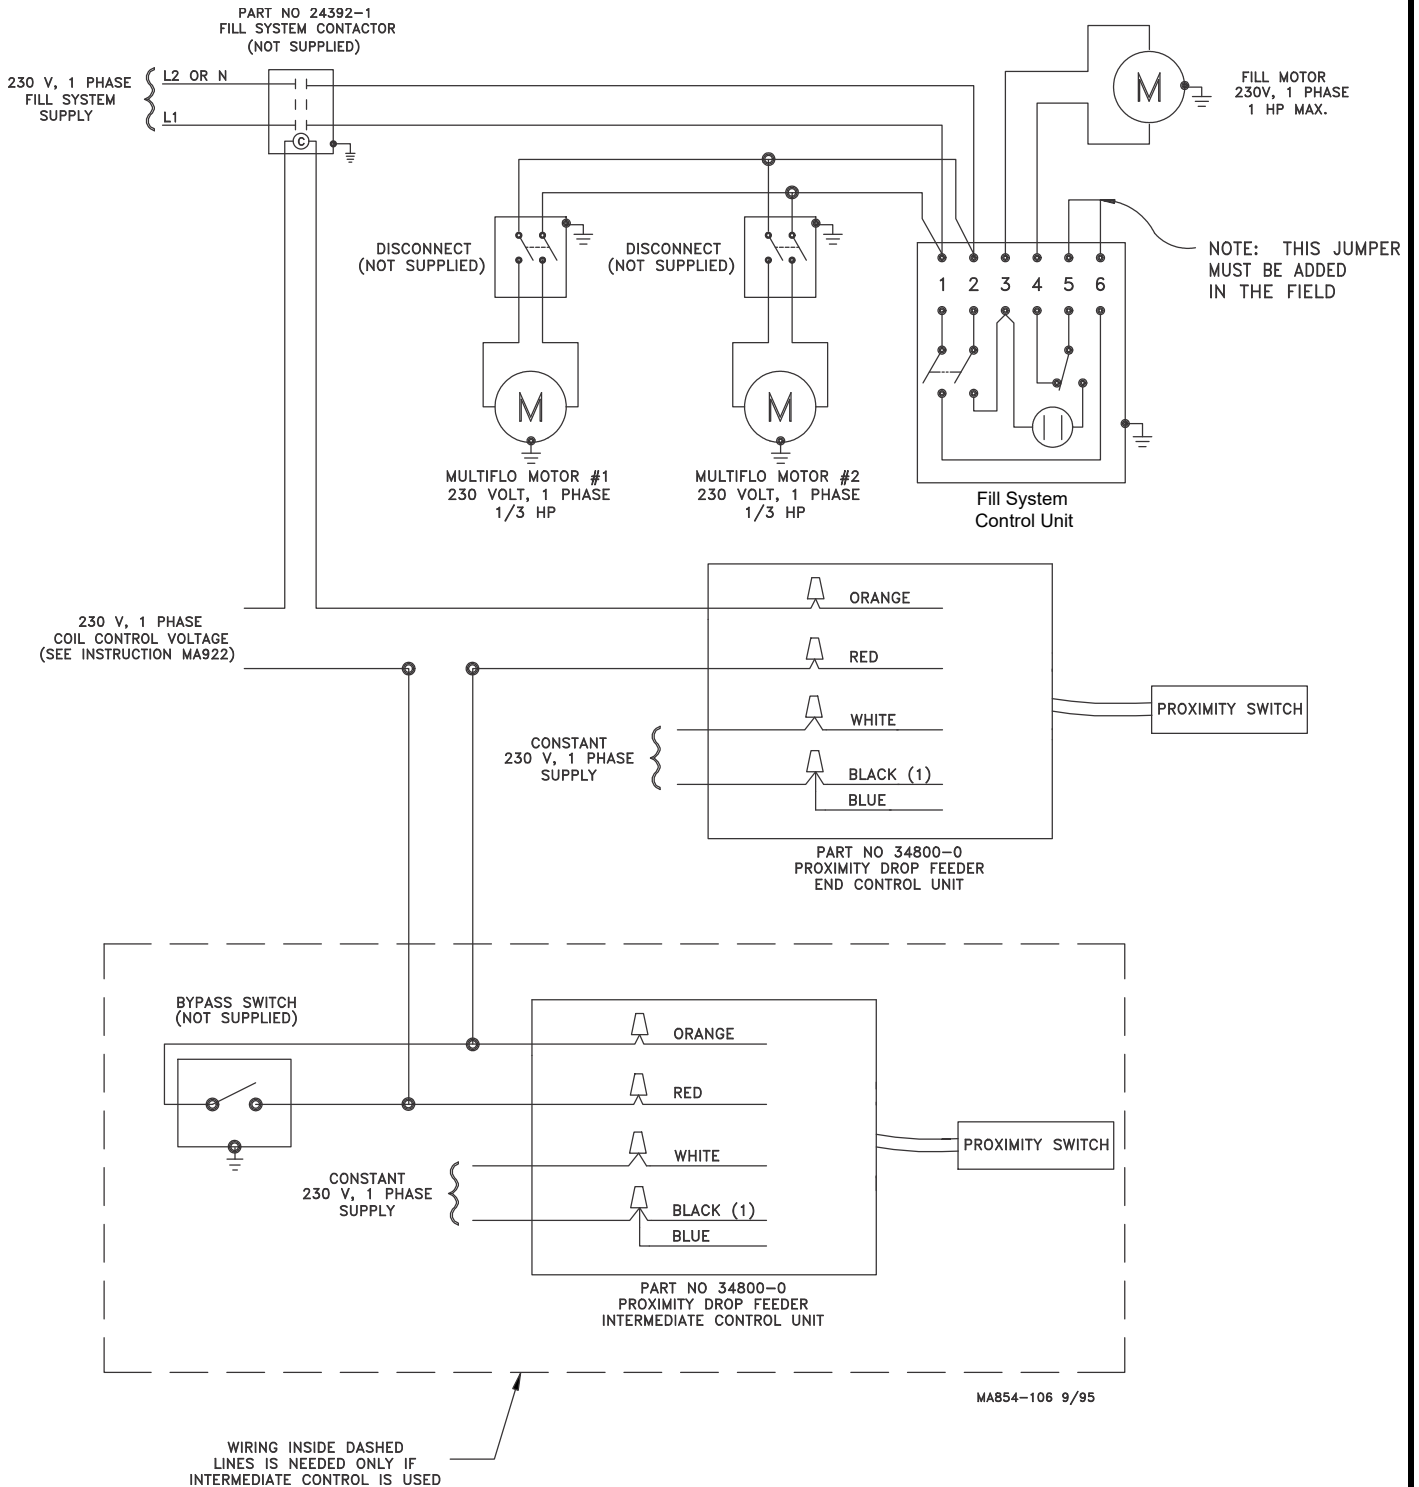 PART NO 24392-1
FILL SYSTEM CONTACTOR
(NOT SUPPLIED)
230 V, 1 PHASE
FILL SYSTEM
SUPPLY
L2 OR N
L1
C
M
FILL MOTOR
230V, 1 PHASE
1 HP MAX.
DISCONNECT
(NOT SUPPLIED)
DISCONNECT
(NOT SUPPLIED)
NOTE: THIS JUMPER
MUST BE ADDED
IN THE FIELD
1 2 3 4 5 6
M
M
MULTIFLO MOTOR #1
230 VOLT, 1 PHASE
1/3 HP
MULTIFLO MOTOR #2
230 VOLT, 1 PHASE
1/3 HP
Fill System
Control Unit
230 V, 1 PHASE
COIL CONTROL VOLTAGE
(SEE INSTRUCTION MA922)
ORANGE
RED
WHITE
BLACK (1)
BLUE
CONSTANT
230 V, 1 PHASE
SUPPLY
PROXIMITY SWITCH
PART NO 34800-0
PROXIMITY DROP FEEDER
END CONTROL UNIT
BYPASS SWITCH
(NOT SUPPLIED)
ORANGE
RED
WHITE
BLACK (1)
BLUE
CONSTANT
230 V, 1 PHASE
SUPPLY
PROXIMITY SWITCH
PART NO 34800-0
PROXIMITY DROP FEEDER
INTERMEDIATE CONTROL UNIT
MA854-106 9/95
WIRING INSIDE DASHED
LINES IS NEEDED ONLY IF
INTERMEDIATE CONTROL IS USED